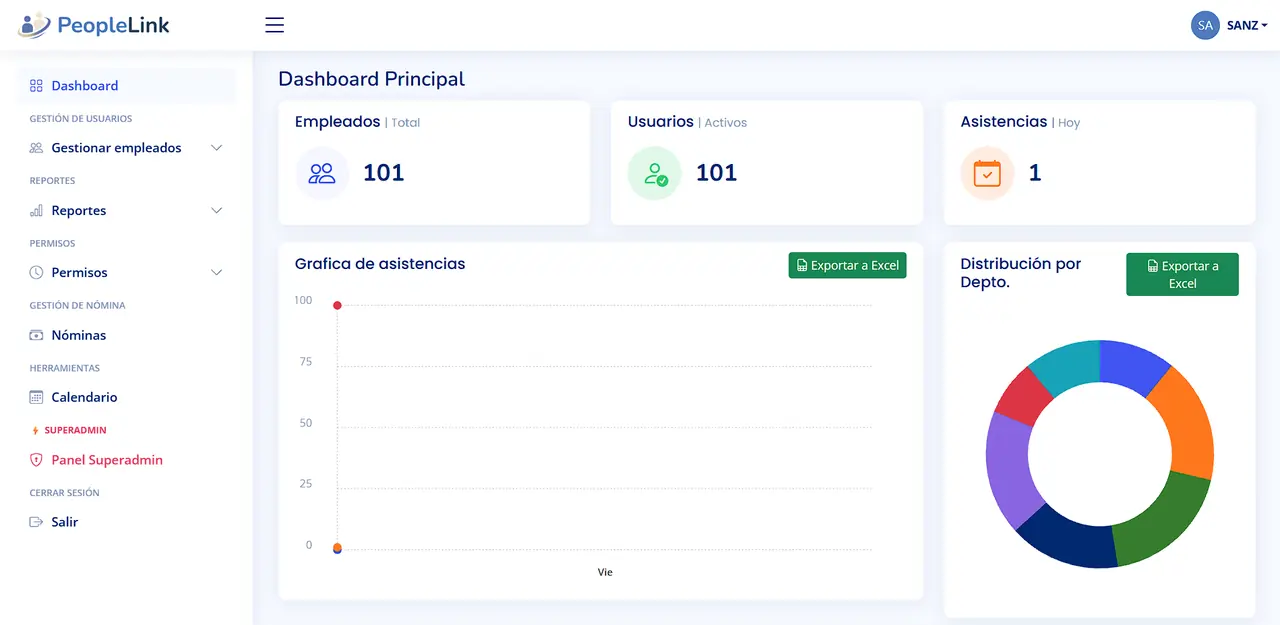 PeopleLink
SA SANZ
Dashboard
GESTIÓN DE USUARIOS
Gestionar empleados
REPORTES
Reportes
PERMISOS
Permisos
GESTIÓN DE NÓMINA
Nóminas
HERRAMIENTAS
Calendario
SUPERADMIN
Panel Superadmin
CERRAR SESIÓN
Salir
Dashboard Principal
Empleados | Total
101
Usuarios | Activos
101
Asistencias | Hoy
1
Grafica de asistencias
Exportar a Excel
100
75
50
25
0
Vie
Distribución por
Depto.
Exportar a
Excel